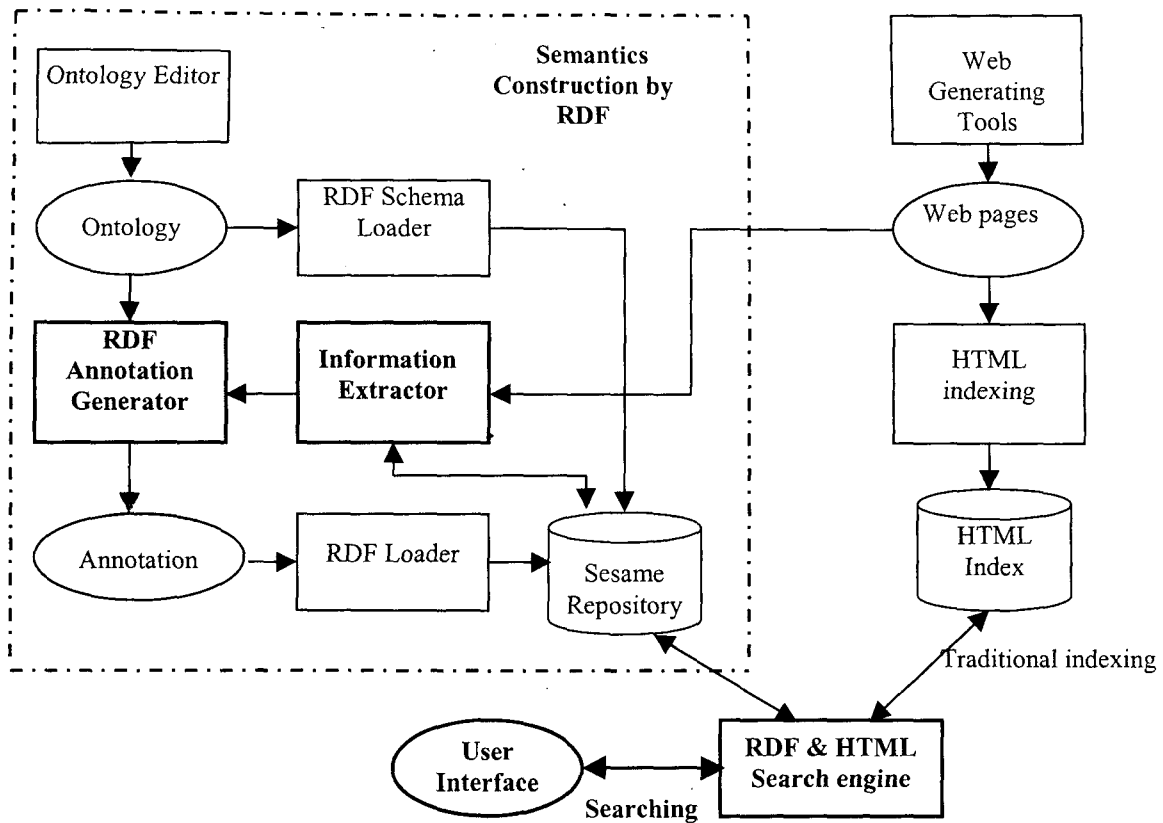 Ontology Editor
Semantics
Construction by
RDF
Web
Generating
Tools
Ontology
RDF Schema
Loader
Web pages
RDF
Annotation
Generator
Information
Extractor
HTML
indexing
Annotation
RDF Loader
Sesame
Repository
HTML
Index
Traditional indexing
User
Interface
Searching
RDF & HTML
Search engine